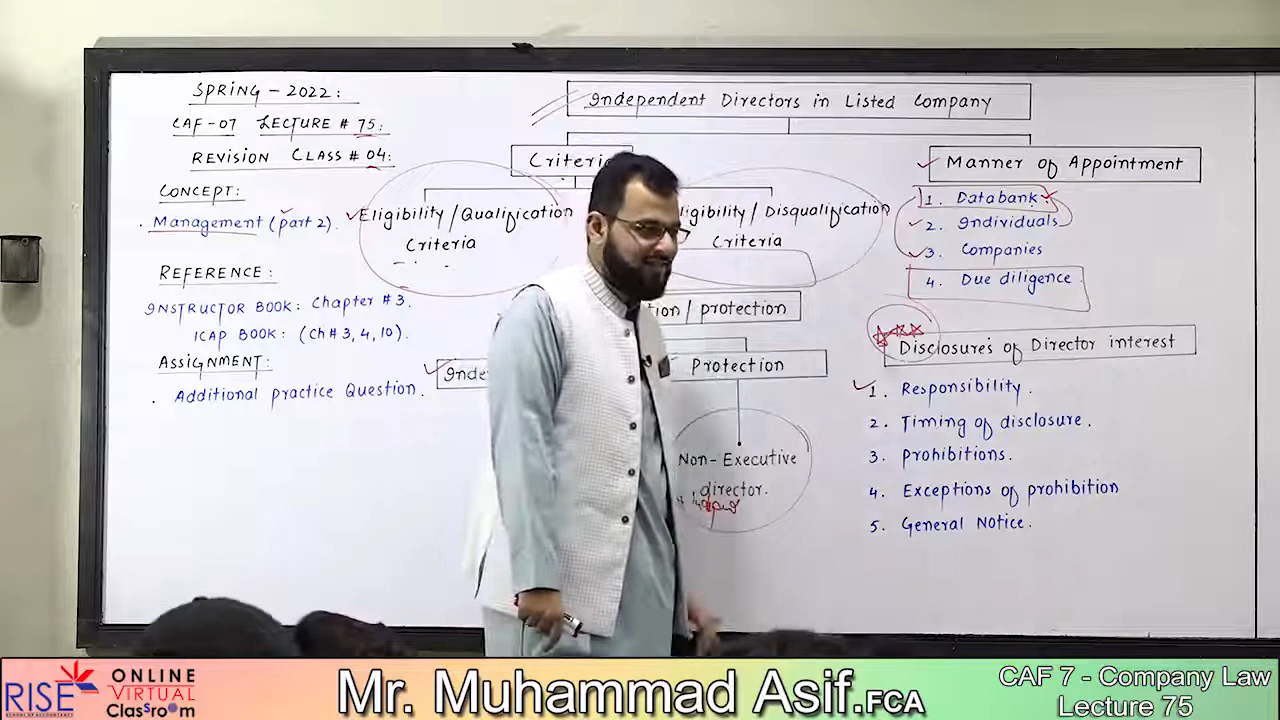 SPRING - 2022:
CAF-07 LECTURE # 75:
REVISION CLASS # 04:
CONCEPT:
. Management (part 2).
REFERENCE:
INSTRUCTOR BOOK: Chapter # 3.
ICAP BOOK: (ch# 3, 4, 10).
ASSIGNMENT:
. Additional practice Question.
Independent Directors in Listed Company
Criteria
Eligibility / Qualification
Criteria
Disqualification
Criteria
/ protection
Protection
Non-Executive
director.
Manner of Appointment
1. Databank.
2. Individuals
3. Companies
4. Due diligence
Disclosure's of Director interest
1. Responsibility.
2. Timing of disclosure.
3. prohibitions.
4. Exceptions of prohibition
5. General Notice.
RISE
SCHOOL OF ACCOUNTANCY
ONLINE
VIRTUAL
Classroom
Mr. Muhammad Asif.FCA
CAF 7 - Company Law
Lecture 75